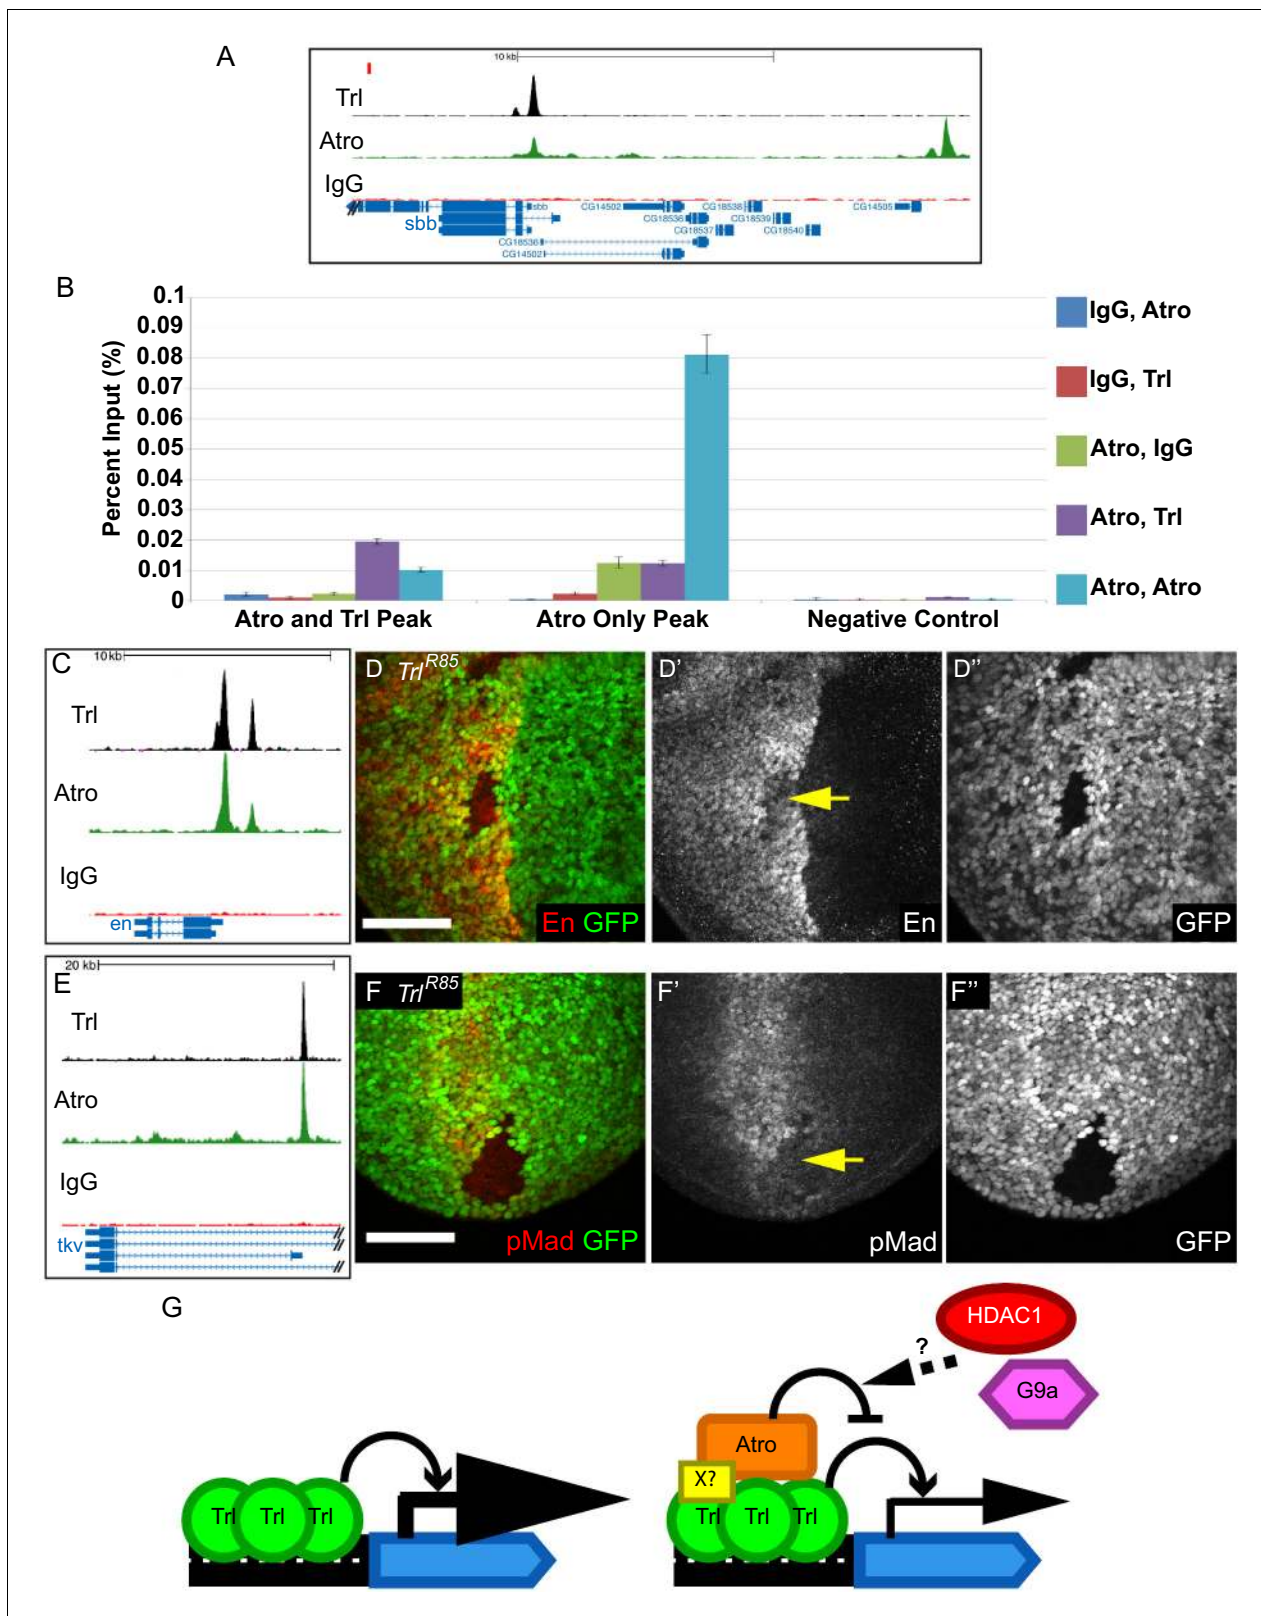 A
10 kb
Trl
Atro
IgG
sbb
sbb
CG14502
CG18536
CG18537
CG18538
CG18539
CG18540
CG14505
CG18536
CG14502
B
Percent Input (%)
0.1
0.09
0.08
0.07
0.06
0.05
0.04
0.03
0.02
0.01
0
Atro and Trl Peak
Atro Only Peak
Negative Control
IgG, Atro
IgG, Trl
Atro, IgG
Atro, Trl
Atro, Atro
C
10 kb
Trl
Atro
IgG
en
D Trl^R85
En GFP
D'
En
D''
GFP
E
20 kb
Trl
Atro
IgG
tkv
F Trl^R85
pMad GFP
F'
pMad
F''
GFP
G
Trl Trl Trl
HDAC1
?
G9a
Atro
X?
Trl Trl Trl